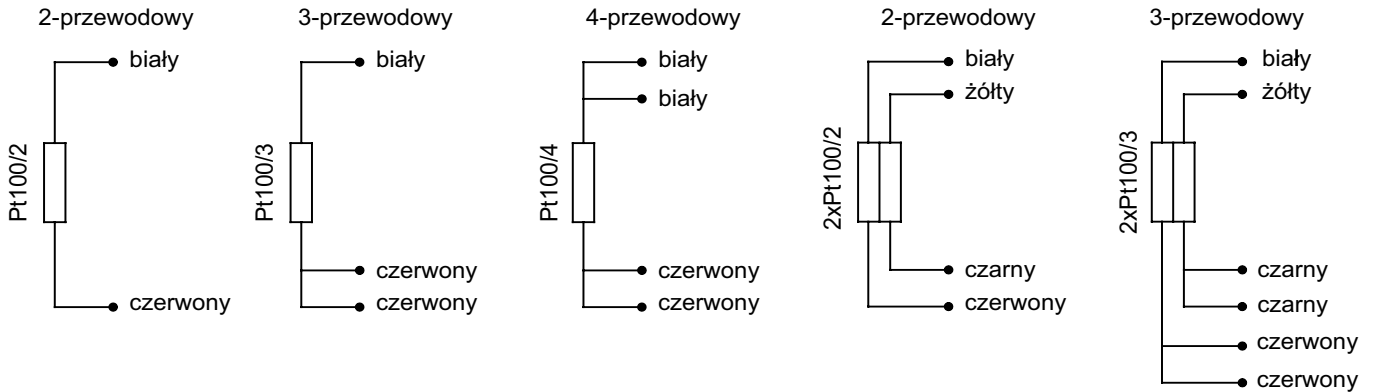 2-przewodowy
biały
Pt100/2
czerwony
3-przewodowy
biały
Pt100/3
czerwony
czerwony
4-przewodowy
biały
biały
Pt100/4
czerwony
czerwony
2-przewodowy
biały
żółty
2xPt100/2
czarny
czerwony
3-przewodowy
biały
żółty
2xPt100/3
czarny
czarny
czerwony
czerwony